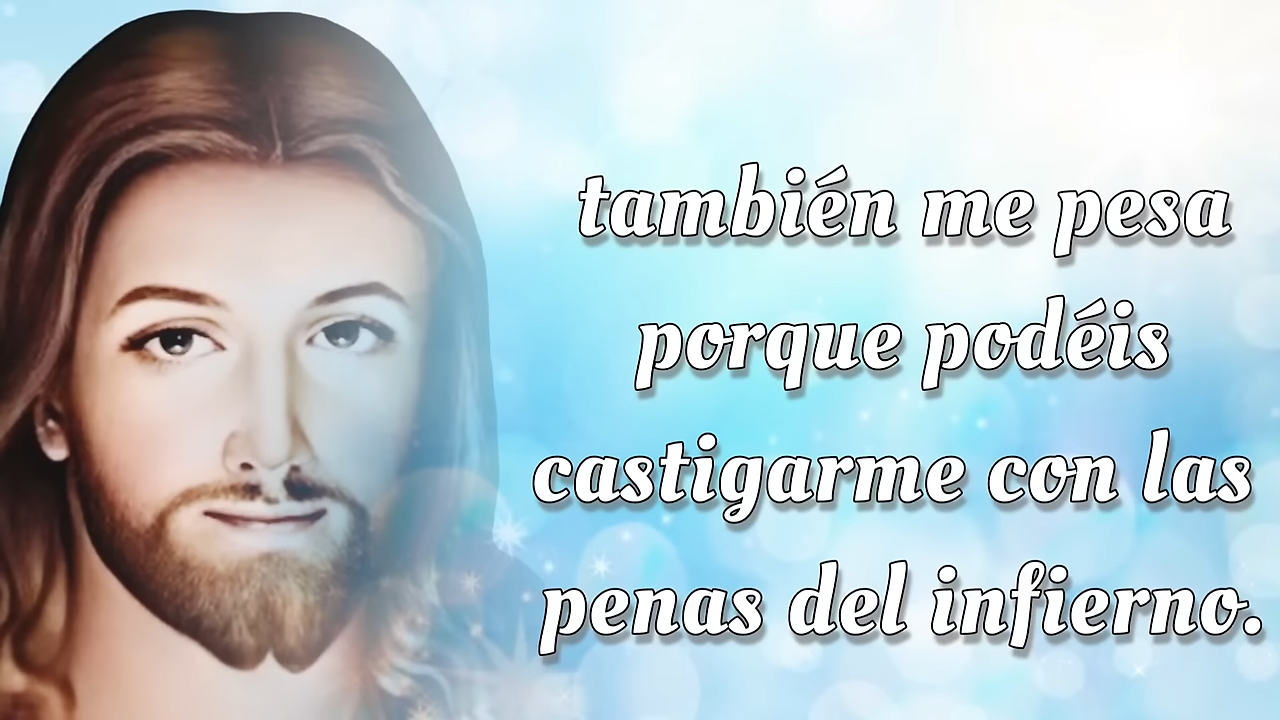 también me pesa
porque podéis
castigarme con las
penas del infierno.